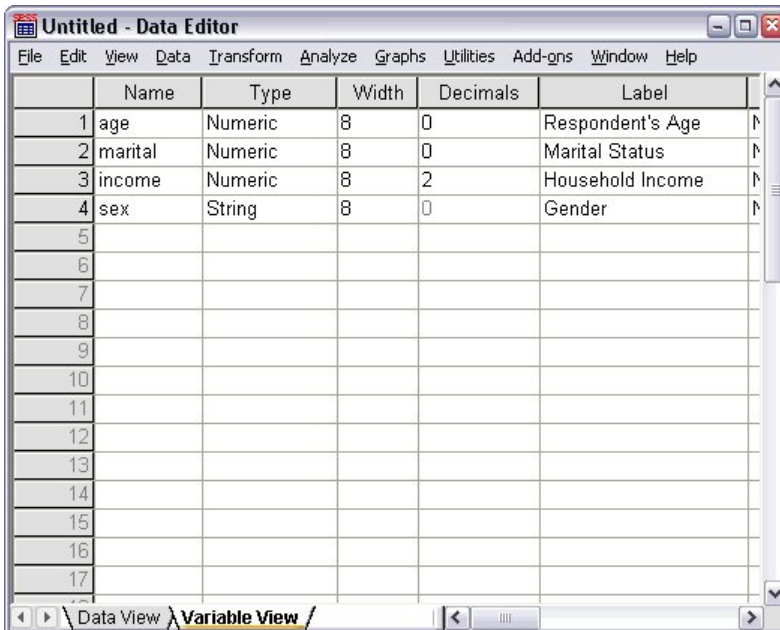 Untitled - Data Editor
File Edit View Data Transform Analyze Graphs Utilities Add-ons Window Help
Name Type Width Decimals Label
1 age Numeric 8 0 Respondent's Age
2 marital Numeric 8 0 Marital Status
3 income Numeric 8 2 Household Income
4 sex String 8 0 Gender
5
6
7
8
9
10
11
12
13
14
15
16
17
Data View Variable View